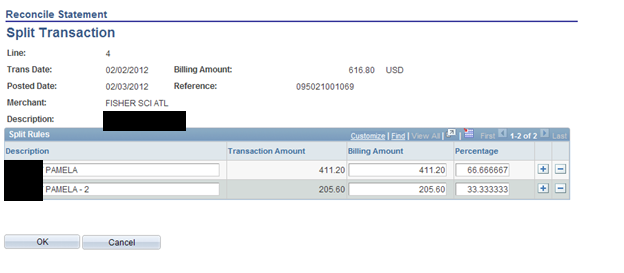 Reconcile Statement
Split Transaction
Line: 4
Trans Date: 02/02/2012 Billing Amount: 616.80 USD
Posted Date: 02/03/2012 Reference: 095021001069
Merchant: FISHER SCI ATL
Description:
Split Rules Customize | Find | View All | | First 1-2 of 2 Last
Description Transaction Amount Billing Amount Percentage
PAMELA 411.20 411.20 66.666667
PAMELA - 2 205.60 205.60 33.333333
OK Cancel